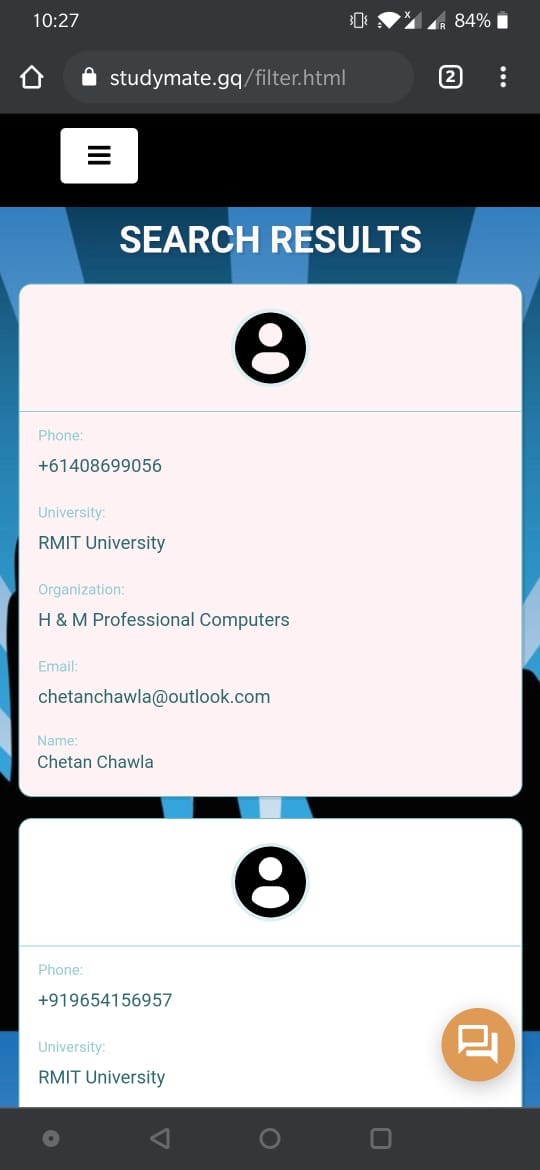 10:27
84%
studymate.gq/filter.html
2
SEARCH RESULTS
Phone:
+61408699056
University:
RMIT University
Organization:
H & M Professional Computers
Email:
chetanchawla@outlook.com
Name:
Chetan Chawla
Phone:
+919654156957
University:
RMIT University